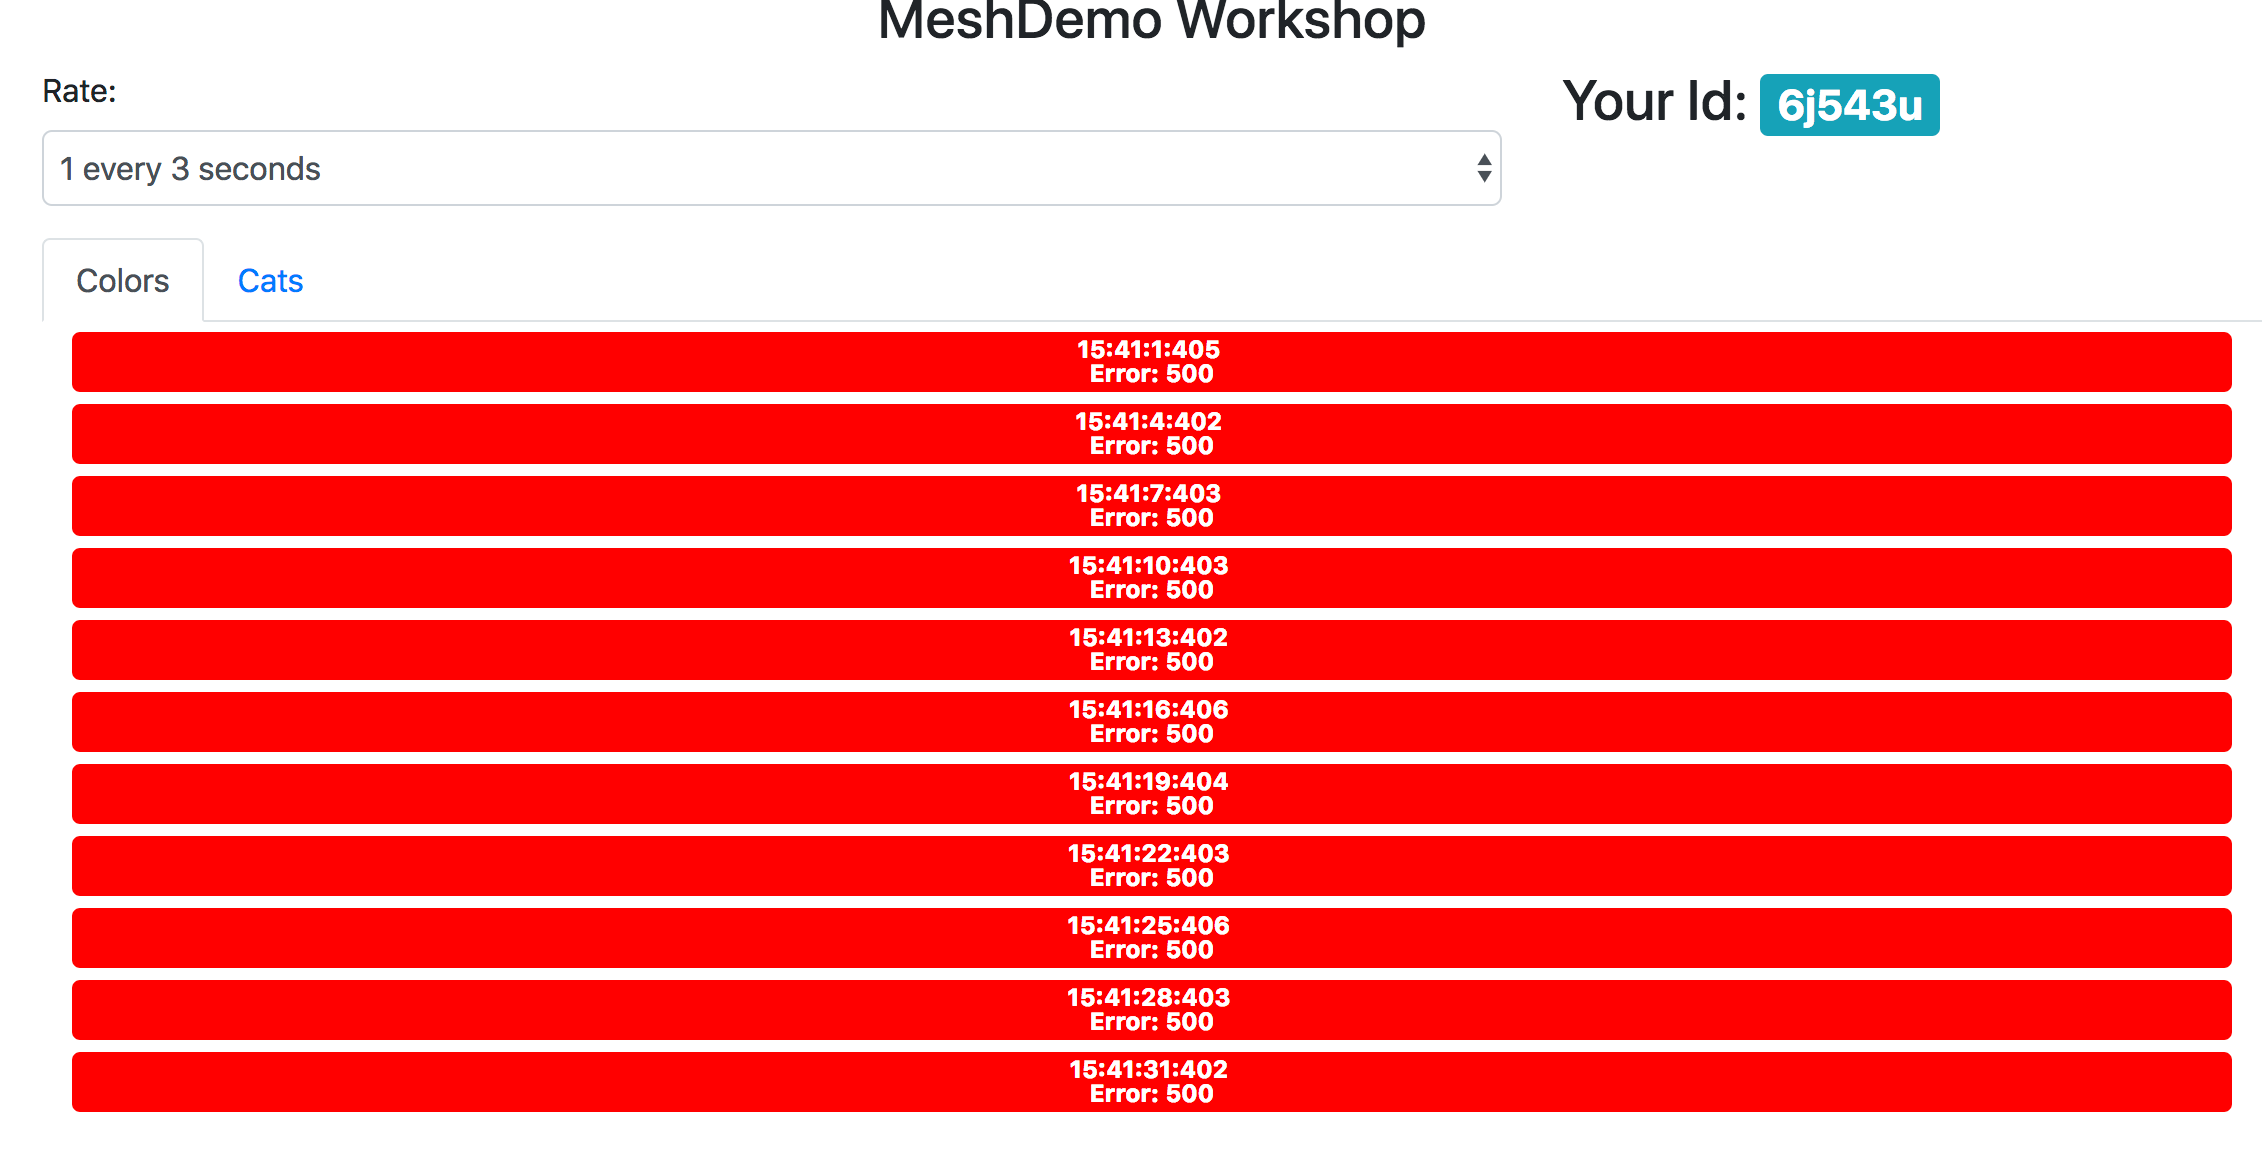 MeshDemo Workshop
Rate:
Your Id: 6j543u
1 every 3 seconds
Colors
Cats
15:41:1:405
Error: 500
15:41:4:402
Error: 500
15:41:7:403
Error: 500
15:41:10:403
Error: 500
15:41:13:402
Error: 500
15:41:16:406
Error: 500
15:41:19:404
Error: 500
15:41:22:403
Error: 500
15:41:25:406
Error: 500
15:41:28:403
Error: 500
15:41:31:402
Error: 500